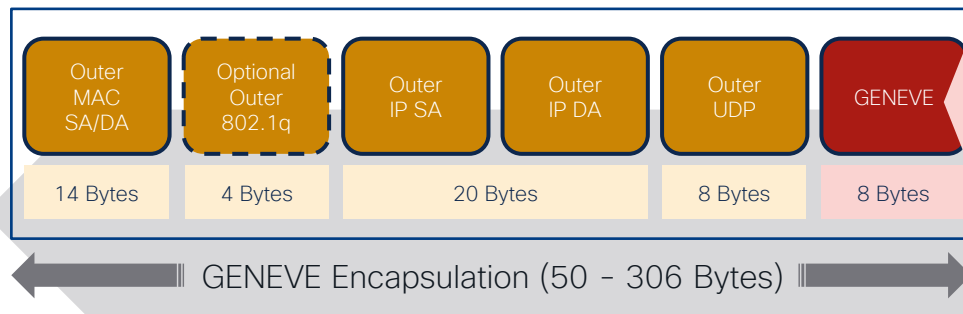 Outer
MAC
SA/DA
Optional
Outer
802.1q
Outer
IP SA
Outer
IP DA
Outer
UDP
GENEVE
14 Bytes
4 Bytes
20 Bytes
8 Bytes
8 Bytes
GENEVE Encapsulation (50 - 306 Bytes)